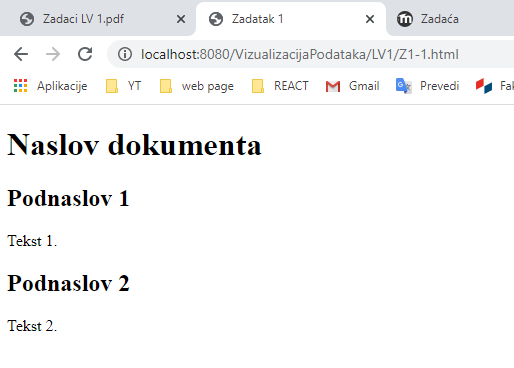 Zadaci LV 1.pdf Zadatak 1 Zadaća
localhost:8080/VizualizacijaPodataka/LV1/Z1-1.html
Aplikacije YT web page REACT Gmail Prevedi Fa
Naslov dokumenta
Podnaslov 1
Tekst 1.
Podnaslov 2
Tekst 2.